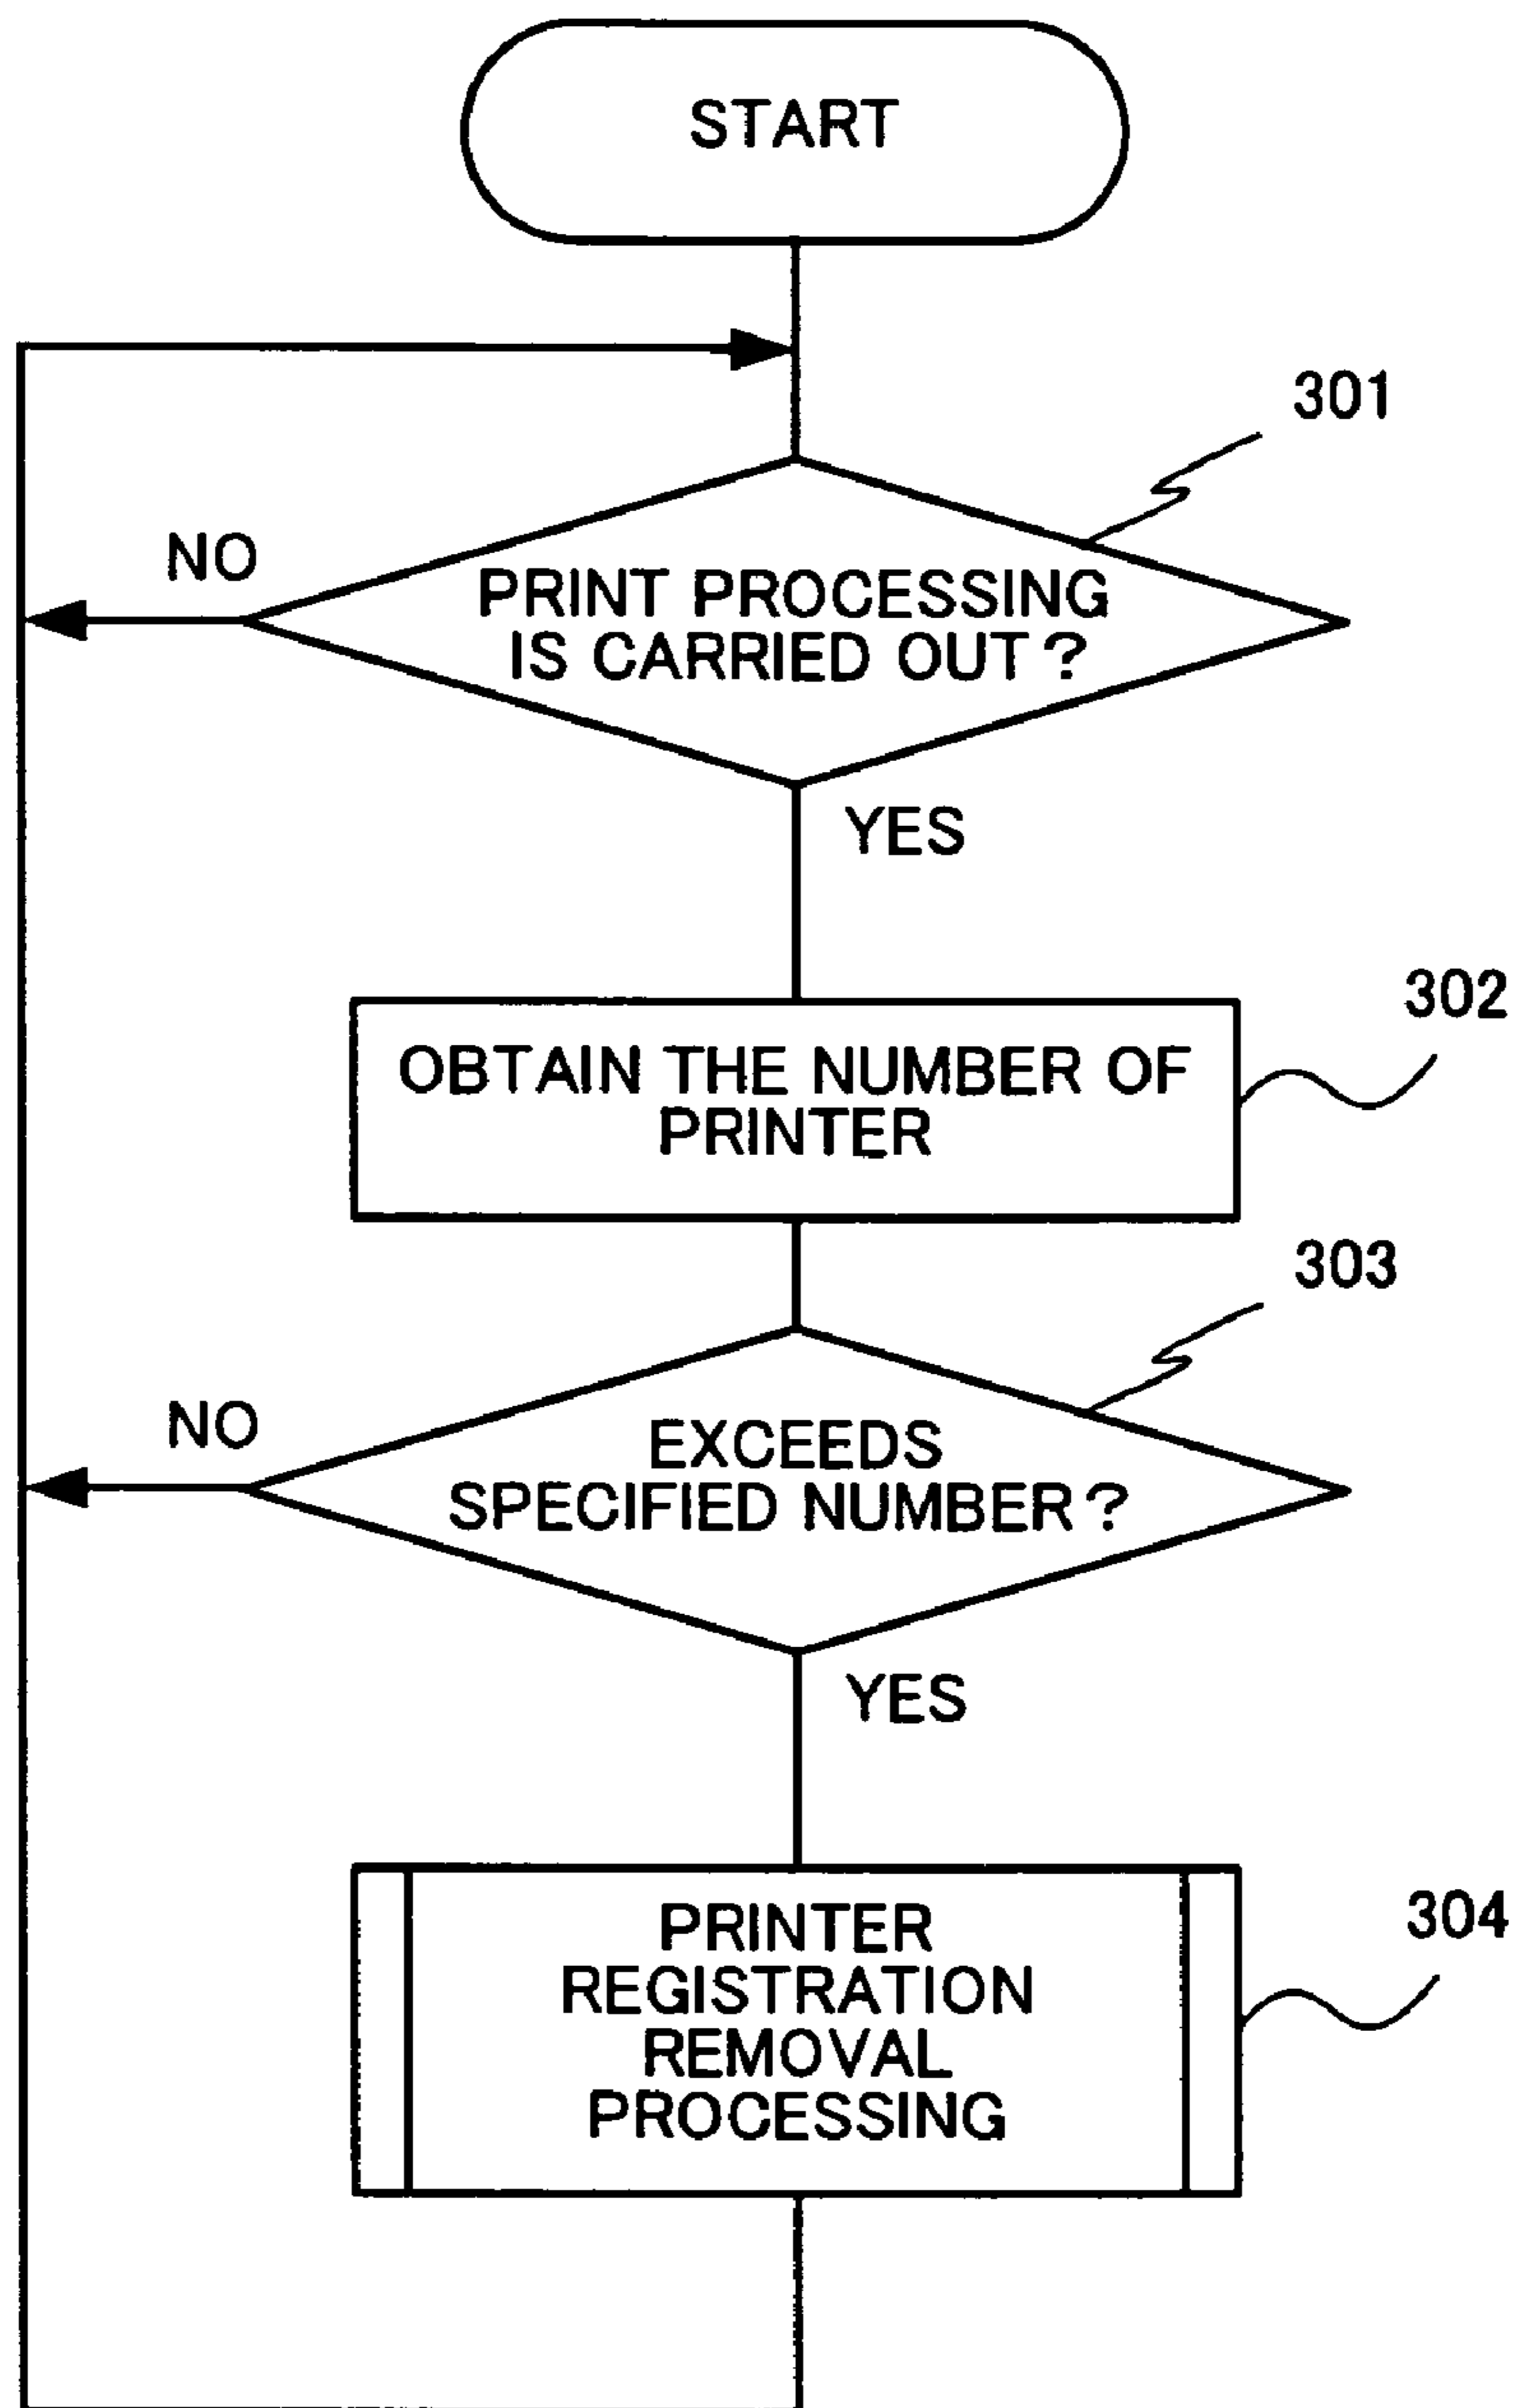 START
301
NO
PRINT PROCESSING
IS CARRIED OUT?
YES
302
OBTAIN THE NUMBER OF
PRINTER
303
NO
EXCEEDS
SPECIFIED NUMBER?
YES
304
PRINTER
REGISTRATION
REMOVAL
PROCESSING